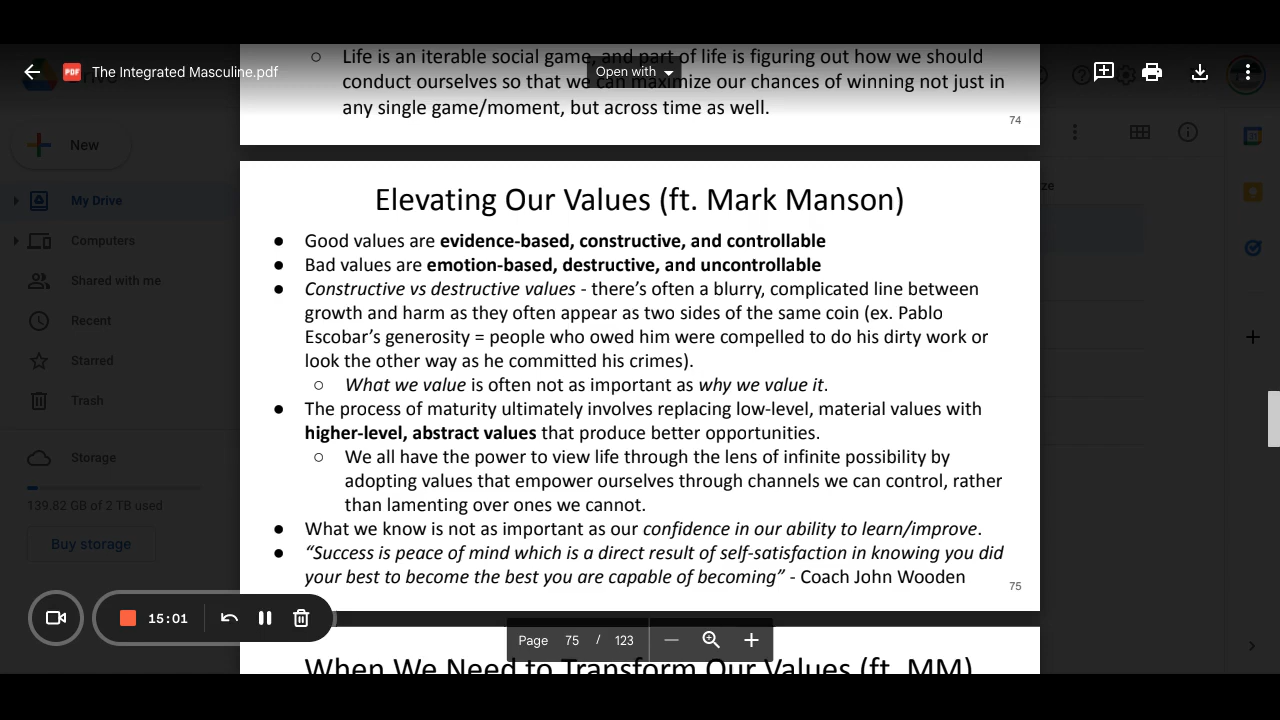 ○ Life is an iterable social game, and part of life is figuring out how we should
The Integrated Masculine.pdf
Open with
conduct ourselves so that we can maximize our chances of winning not just in
any single game/moment, but across time as well.
74
New
My Drive
Computers
Shared with me
Recent
Starred
Trash
Storage
139.82 GB of 2 TB used
Buy storage
Elevating Our Values (ft. Mark Manson)
● Good values are evidence-based, constructive, and controllable
● Bad values are emotion-based, destructive, and uncontrollable
● Constructive vs destructive values - there's often a blurry, complicated line between
growth and harm as they often appear as two sides of the same coin (ex. Pablo
Escobar's generosity = people who owed him were compelled to do his dirty work or
look the other way as he committed his crimes).
○ What we value is often not as important as why we value it.
● The process of maturity ultimately involves replacing low-level, material values with
higher-level, abstract values that produce better opportunities.
○ We all have the power to view life through the lens of infinite possibility by
adopting values that empower ourselves through channels we can control, rather
than lamenting over ones we cannot.
● What we know is not as important as our confidence in our ability to learn/improve.
● “Success is peace of mind which is a direct result of self-satisfaction in knowing you did
your best to become the best you are capable of becoming” - Coach John Wooden
75
15:01
Page 75 / 123
When We Need to Transform Our Values (ft. MM)